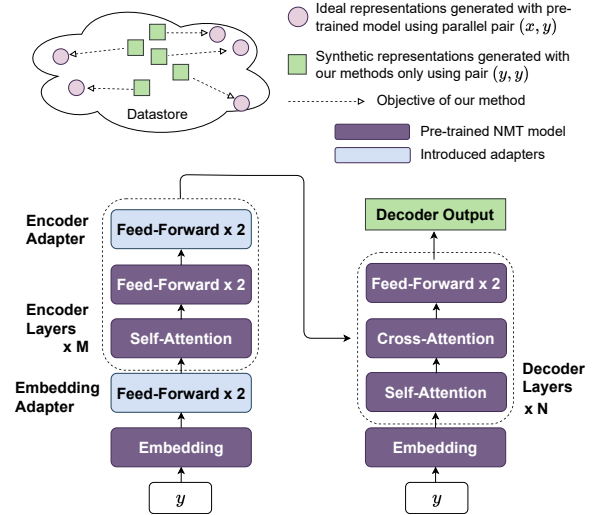 Ideal representations generated with pre-
trained model using parallel pair (x, y)
Synthetic representations generated with
our methods only using pair (y, y)
Objective of our method
Datastore
Pre-trained NMT model
Introduced adapters
Encoder
Adapter
Feed-Forward x 2
Feed-Forward x 2
Encoder
Layers
x M
Self-Attention
Embedding
Adapter
Feed-Forward x 2
Embedding
y
Decoder Output
Feed-Forward x 2
Cross-Attention
Self-Attention
Decoder
Layers
x N
Embedding
y